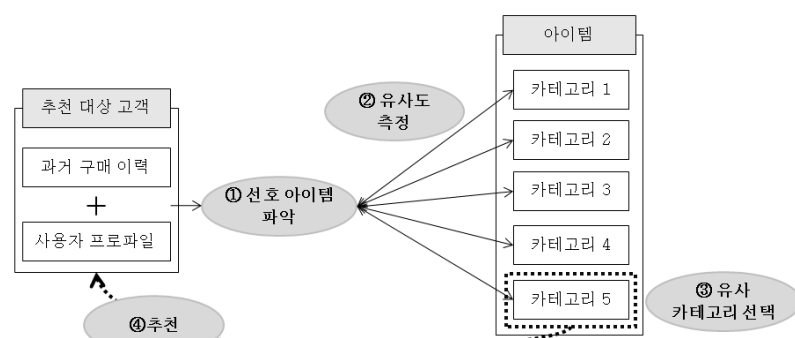 아이템
추천 대상 고객
과거 구매 이력
+
사용자 프로파일
① 선호 아이템
파악
② 유사도
측정
카테고리 1
카테고리 2
카테고리 3
카테고리 4
카테고리 5
③ 유사
카테고리 선택
④추천